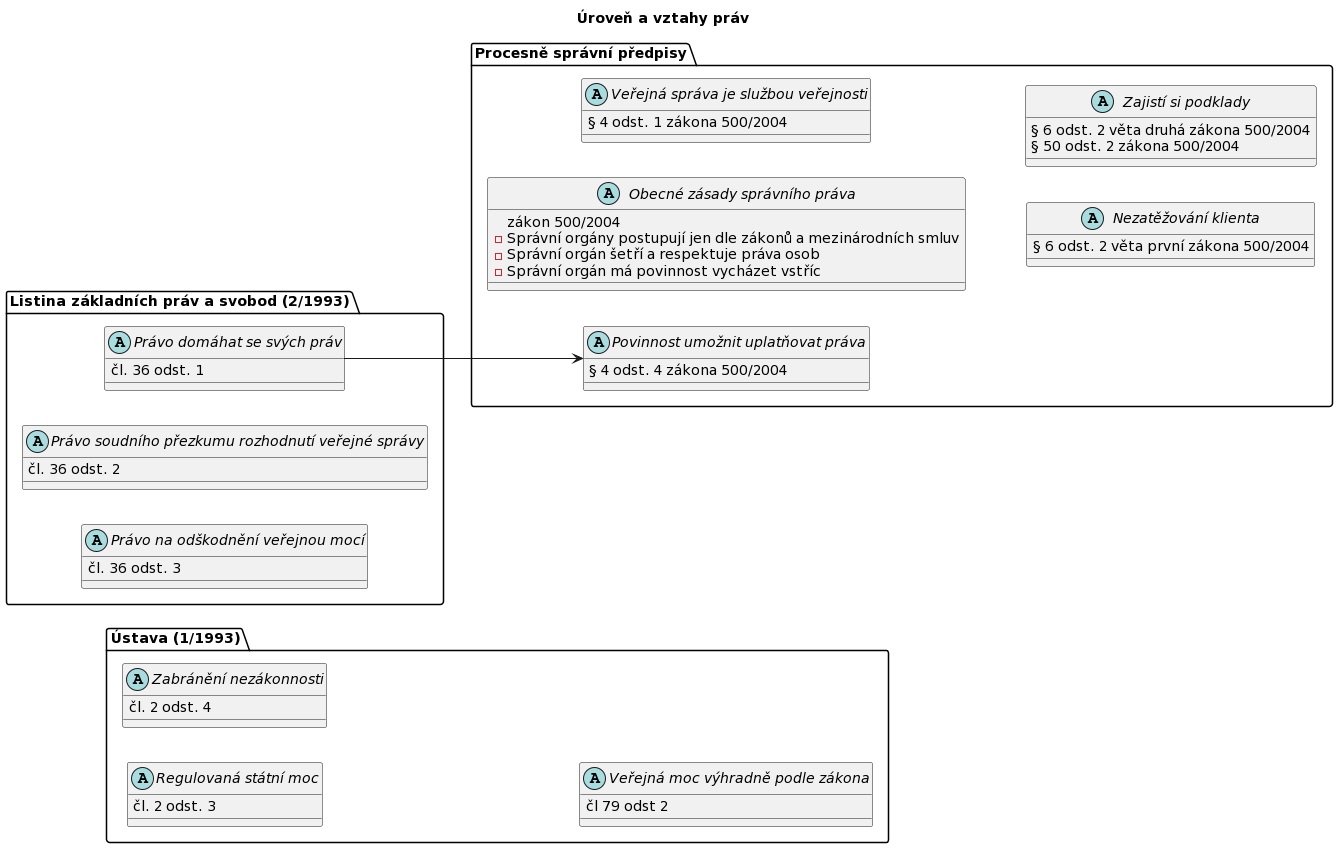 Úroveň a vztahy práv
Procesně správní předpisy
A Veřejná správa je službou veřejnosti
§ 4 odst. 1 zákona 500/2004
A Zajistí si podklady
§ 6 odst. 2 věta druhá zákona 500/2004
§ 50 odst. 2 zákona 500/2004
A Obecné zásady správního práva
zákon 500/2004
Správní orgány postupují jen dle zákonů a mezinárodních smluv
Správní orgán šetří a respektuje práva osob
Správní orgán má povinnost vycházet vstříc
A Nezatěžování klienta
§ 6 odst. 2 věta první zákona 500/2004
A Povinnost umožnit uplatňovat práva
§ 4 odst. 4 zákona 500/2004
Listina základních práv a svobod (2/1993)
A Právo domáhat se svých práv
čl. 36 odst. 1
A Právo soudního přezkumu rozhodnutí veřejné správy
čl. 36 odst. 2
A Právo na odškodnění veřejnou mocí
čl. 36 odst. 3
Ústava (1/1993)
A Zabránění nezákonnosti
čl. 2 odst. 4
A Regulovaná státní moc
čl. 2 odst. 3
A Veřejná moc výhradně podle zákona
čl 79 odst 2